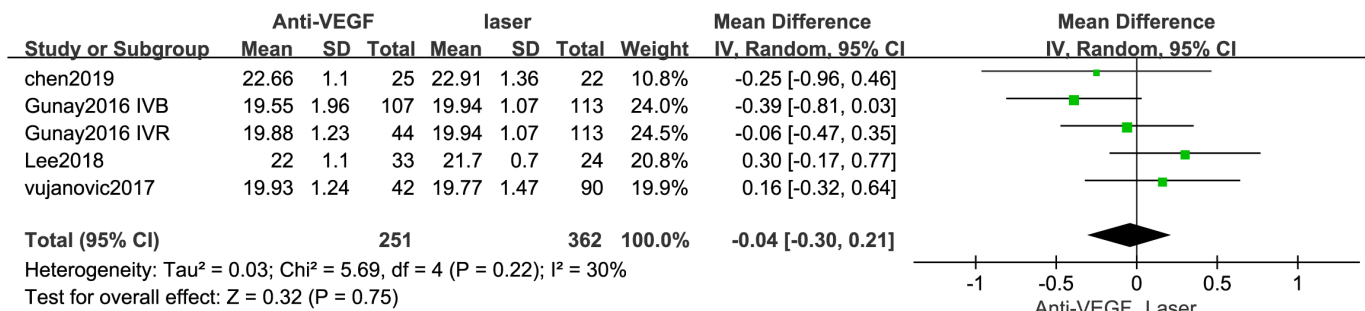 Anti-VEGF laser Mean Difference Mean Difference
Study or Subgroup Mean SD Total Mean SD Total Weight IV, Random, 95% CI IV, Random, 95% CI
chen2019 22.66 1.1 25 22.91 1.36 22 10.8% -0.25 [-0.96, 0.46]
Gunay2016 IVB 19.55 1.96 107 19.94 1.07 113 24.0% -0.39 [-0.81, 0.03]
Gunay2016 IVR 19.88 1.23 44 19.94 1.07 113 24.5% -0.06 [-0.47, 0.35]
Lee2018 22 1.1 33 21.7 0.7 24 20.8% 0.30 [-0.17, 0.77]
vujanovic2017 19.93 1.24 42 19.77 1.47 90 19.9% 0.16 [-0.32, 0.64]
Total (95% CI) 251 362 100.0% -0.04 [-0.30, 0.21]
Heterogeneity: Tau² = 0.03; Chi² = 5.69, df = 4 (P = 0.22); I² = 30%
Test for overall effect: Z = 0.32 (P = 0.75)
-1 -0.5 0 0.5 1
Anti-VEGF Laser